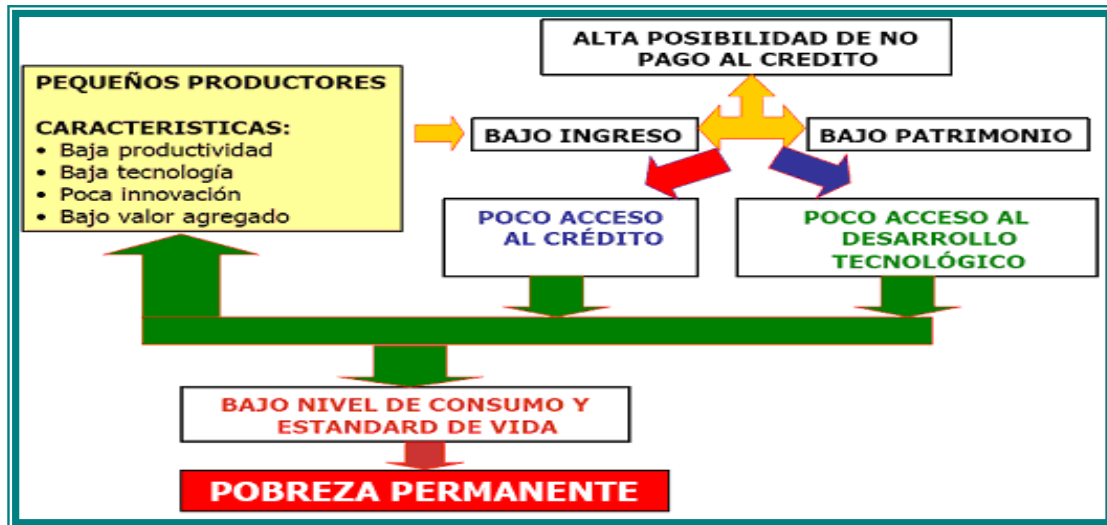 ALTA POSIBILIDAD DE NO
PAGO AL CREDITO
PEQUEÑOS PRODUCTORES
CARACTERISTICAS:
• Baja productividad
• Baja tecnología
• Poca innovación
• Bajo valor agregado
BAJO INGRESO
BAJO PATRIMONIO
POCO ACCESO
AL CRÉDITO
POCO ACCESO AL
DESARROLLO
TECNOLÓGICO
BAJO NIVEL DE CONSUMO Y
ESTANDARD DE VIDA
POBREZA PERMANENTE